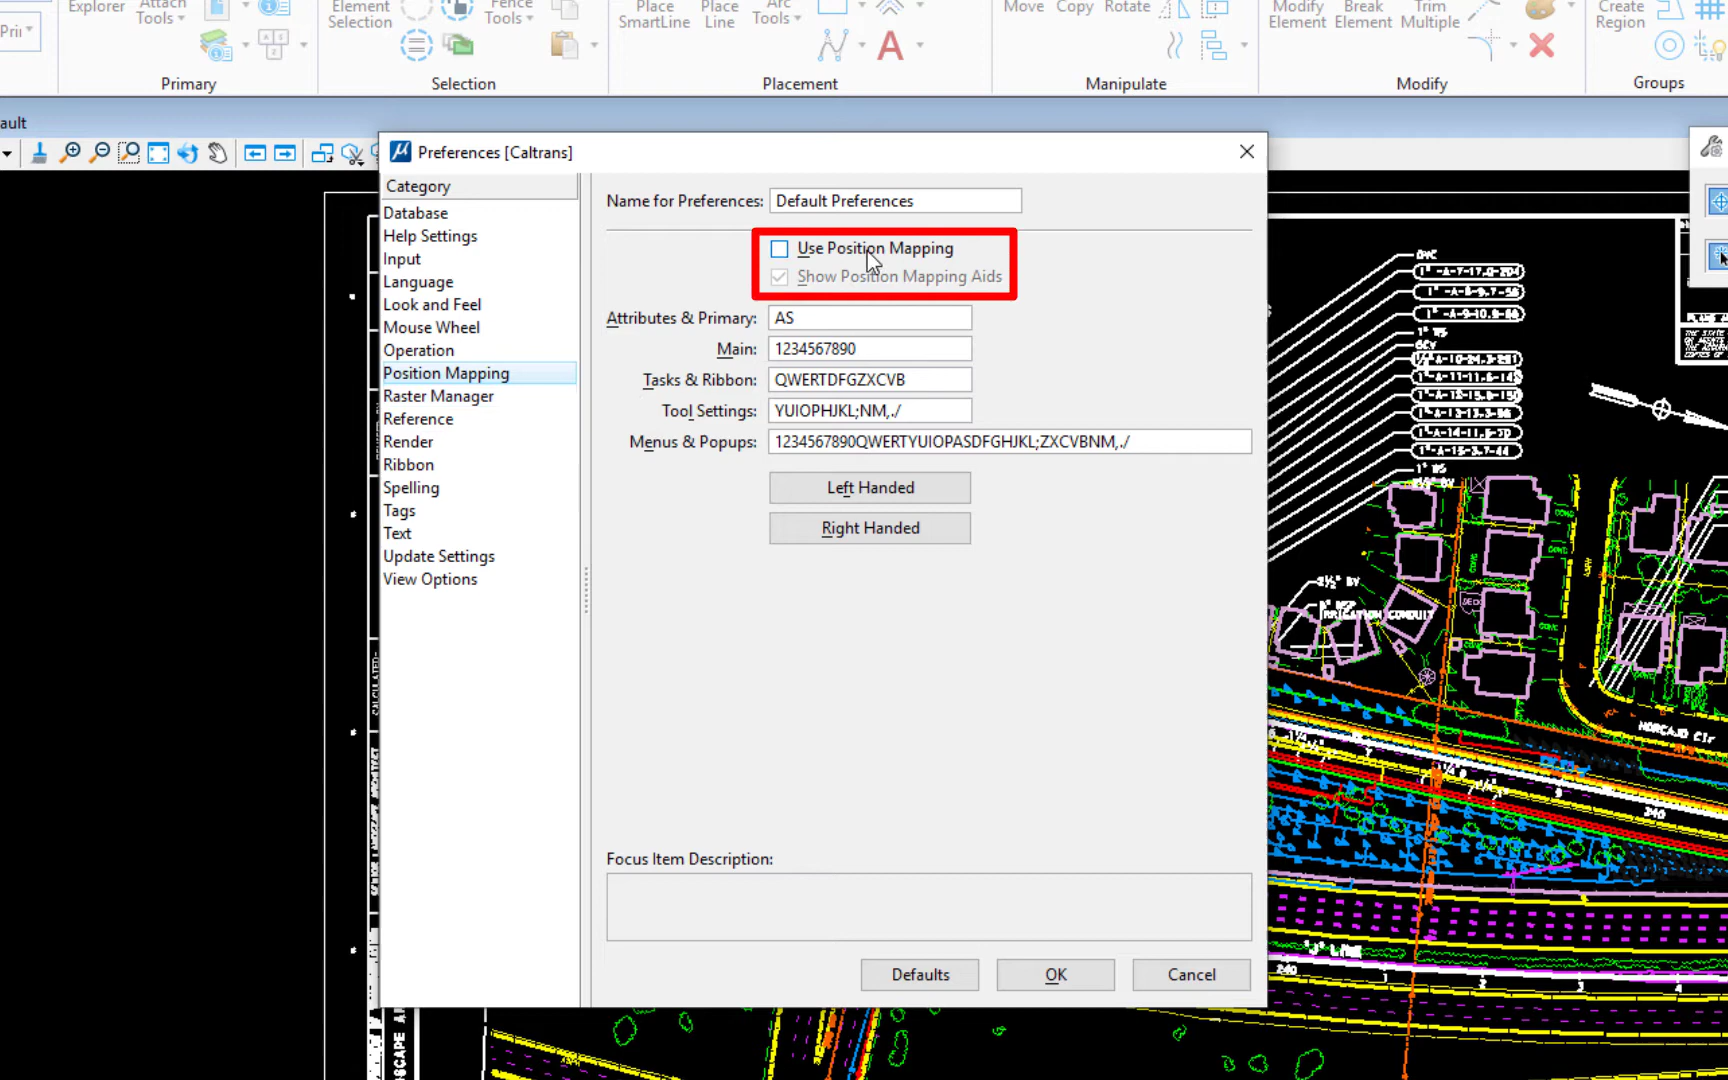 Explorer
Attach
Tools
Element
Selection
Fence
Tools
Place
SmartLine
Place
Line
Arc
Tools
Move
Copy
Rotate
Modify
Element
Break
Element
Trim
Multiple
Create
Region
Primary
Selection
Placement
Manipulate
Modify
Groups
ault
Preferences [Caltrans]
Category
Database
Help Settings
Input
Language
Look and Feel
Mouse Wheel
Operation
Position Mapping
Raster Manager
Reference
Render
Ribbon
Spelling
Tags
Text
Update Settings
View Options
Name for Preferences: Default Preferences
Use Position Mapping
Show Position Mapping Aids
Attributes & Primary: AS
Main: 1234567890
Tasks & Ribbon: QWERTDFGZXCVB
Tool Settings: YUIOPHJKL;NM,./
Menus & Popups: 1234567890QWERTYUIOPASDFGHJKL;ZXCVBNM,./
Left Handed
Right Handed
Focus Item Description:
Defaults
OK
Cancel
IRRIGATION CONDUIT
240
240